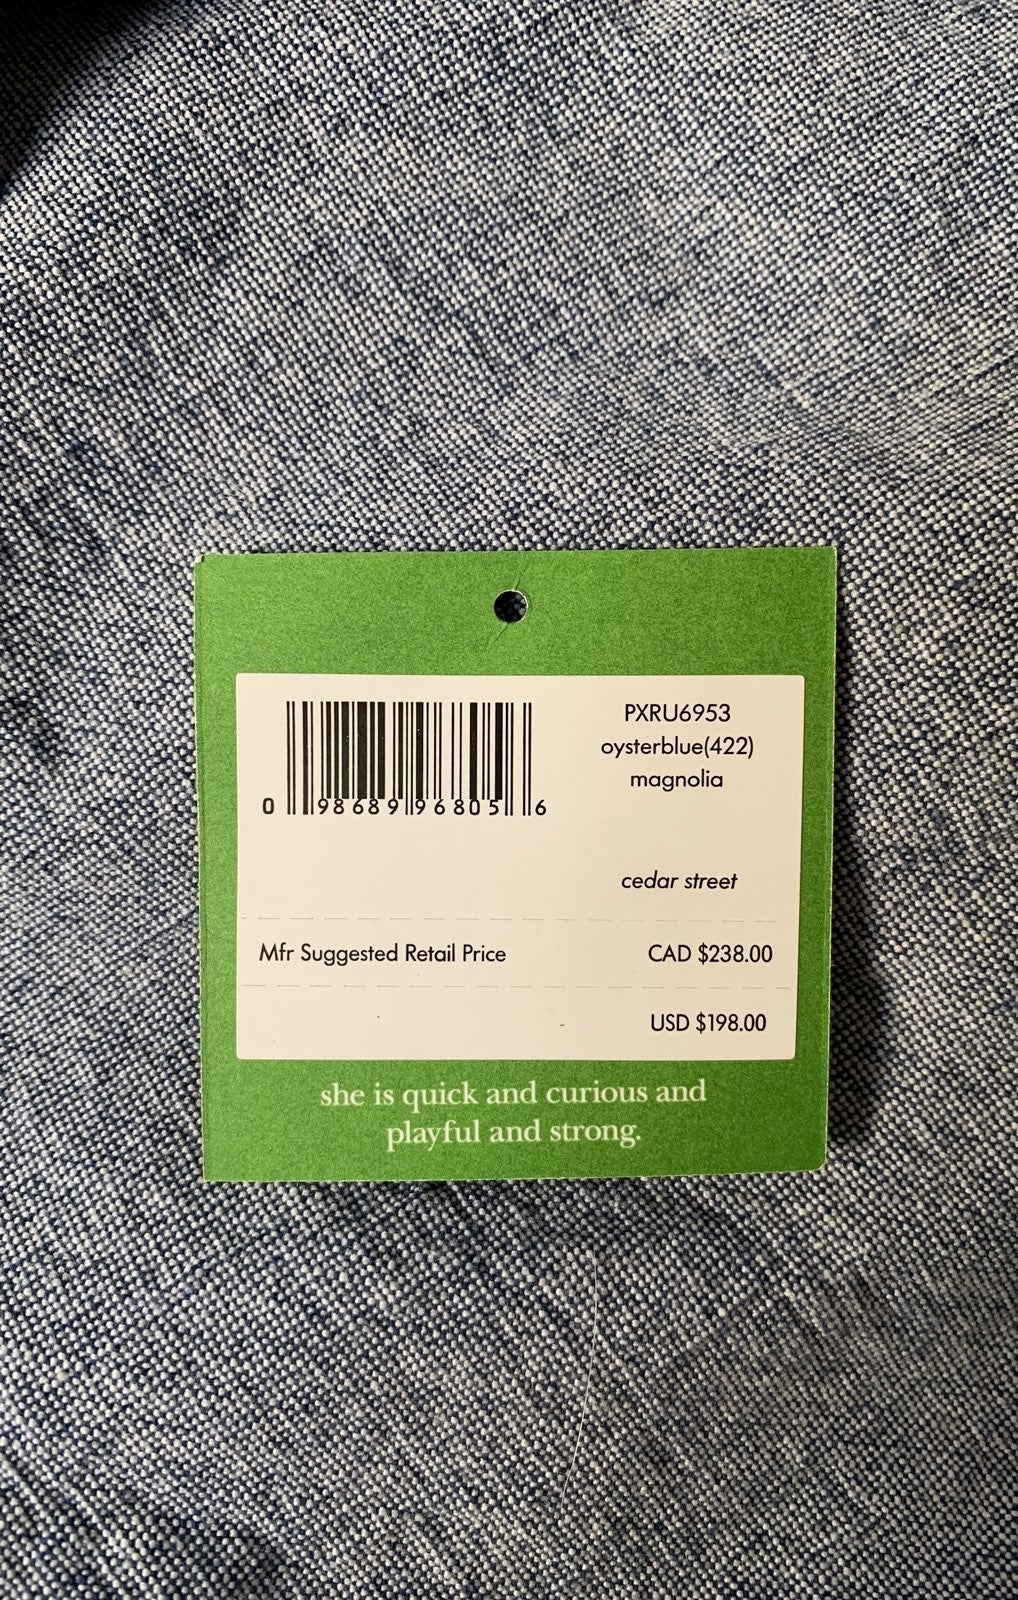 PXRU6953
oysterblue(422)
magnolia
0 98689 96805 6
cedar street
Mfr Suggested Retail Price CAD $238.00
USD $198.00
she is quick and curious and
playful and strong.